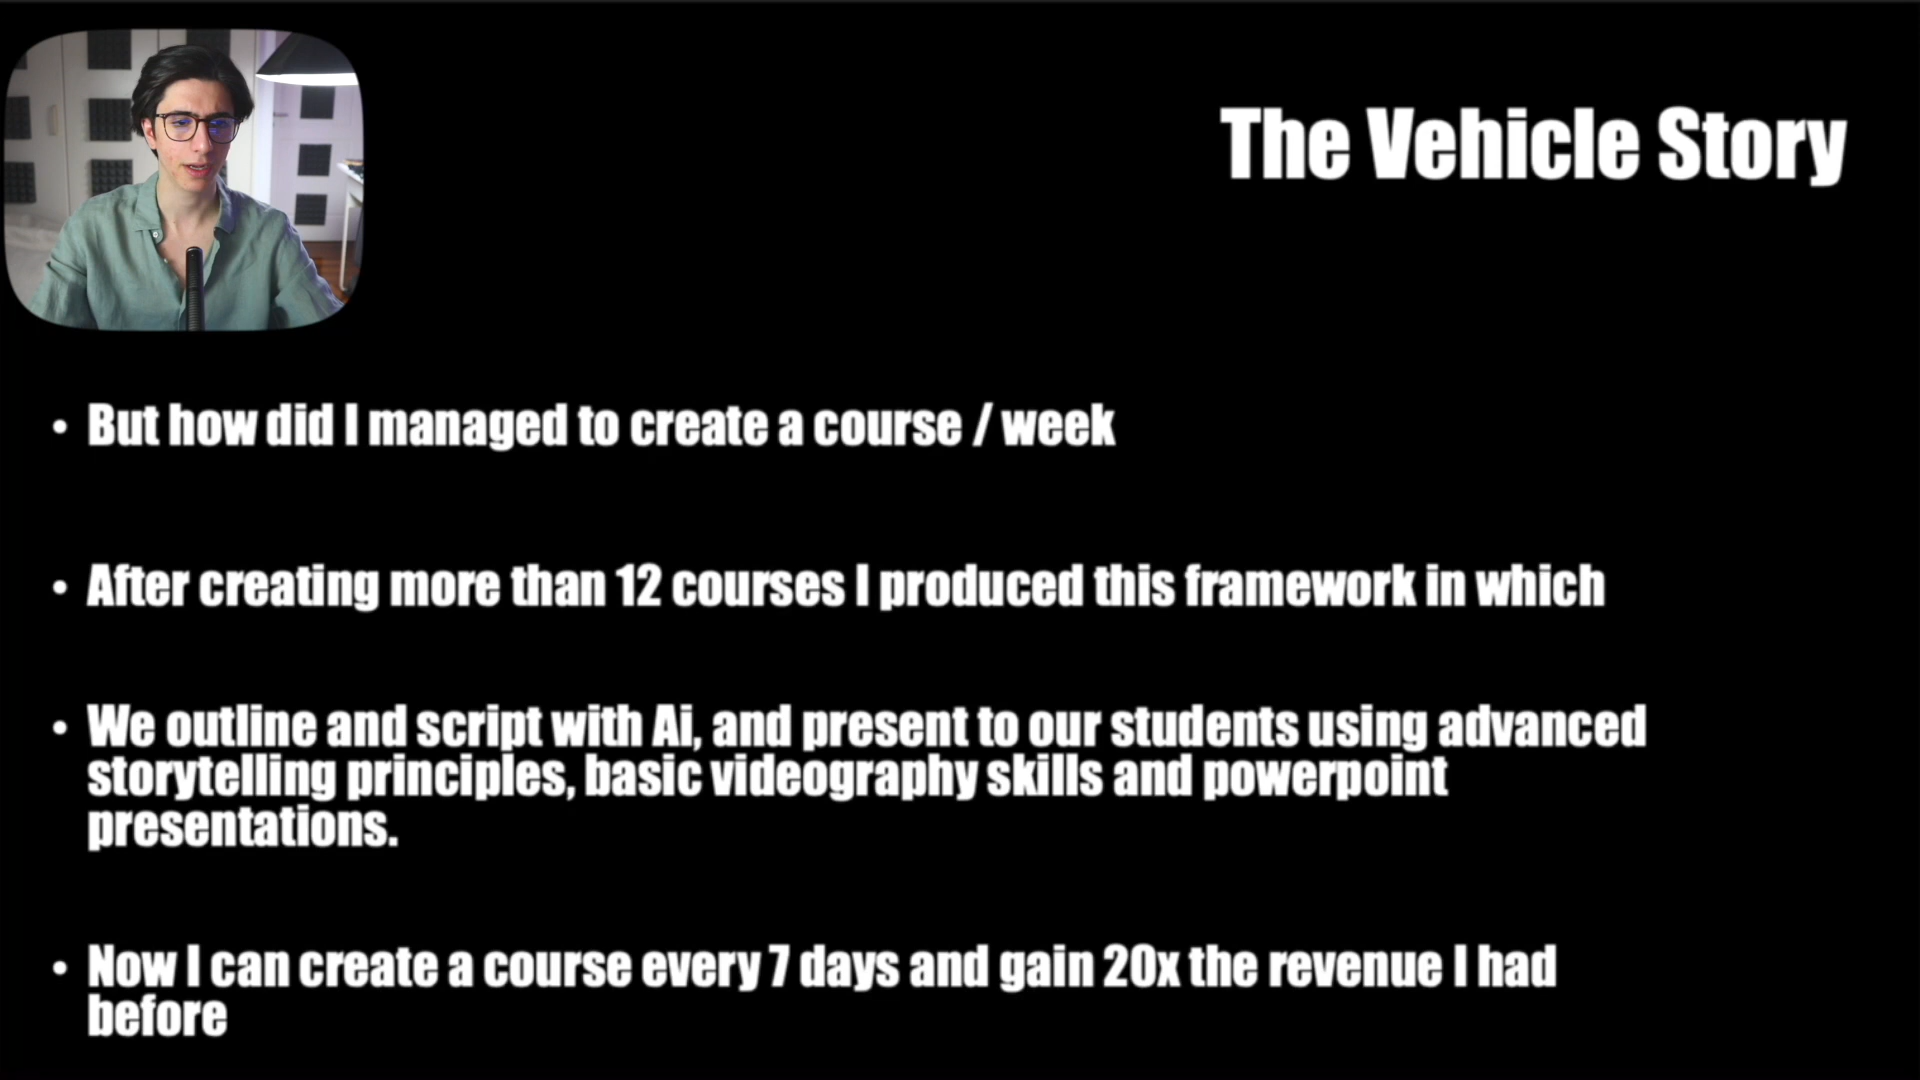 The Vehicle Story
• But how did I managed to create a course / week
• After creating more than 12 courses I produced this framework in which
• We outline and script with Ai, and present to our students using advanced
storytelling principles, basic videography skills and powerpoint
presentations.
• Now I can create a course every 7 days and gain 20x the revenue I had
before